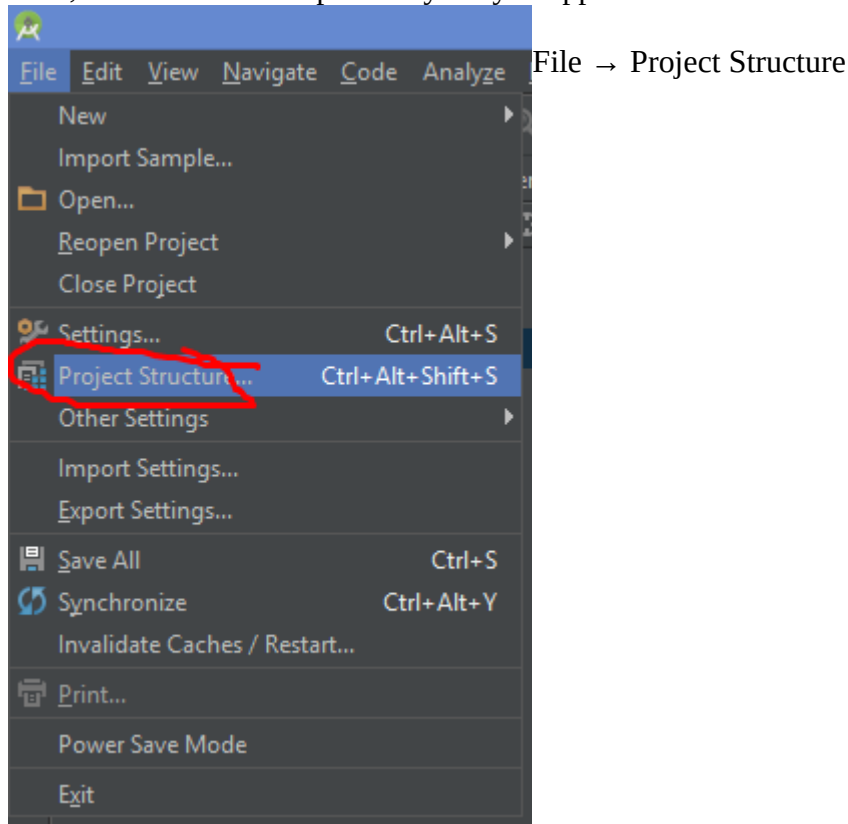 File Edit View Navigate Code Analyze
File → Project Structure
New
Import Sample...
Open...
Reopen Project
Close Project
Settings... Ctrl+Alt+S
Project Structure... Ctrl+Alt+Shift+S
Other Settings
Import Settings...
Export Settings...
Save All Ctrl+S
Synchronize Ctrl+Alt+Y
Invalidate Caches / Restart...
Print...
Power Save Mode
Exit